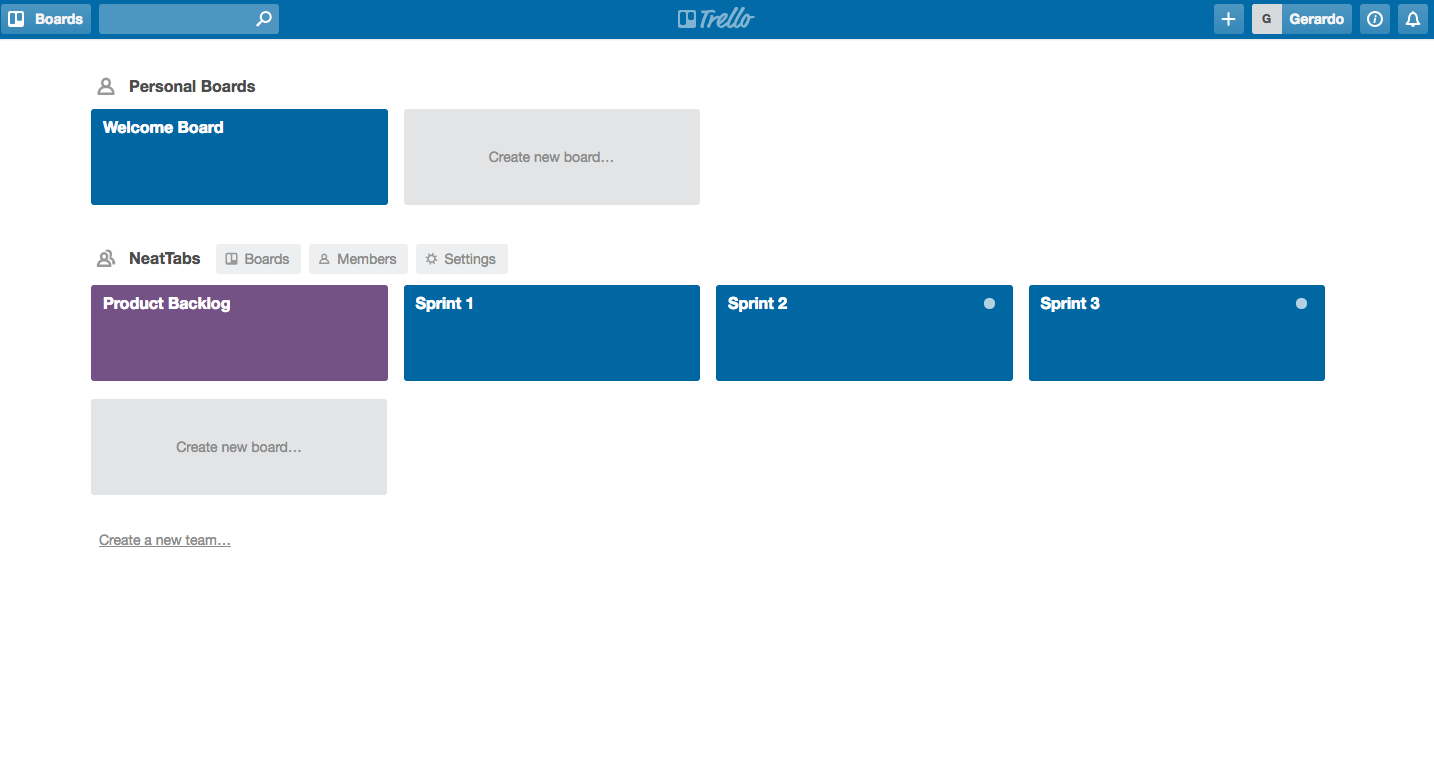 Boards
Trello
G Gerardo
Personal Boards
Welcome Board
Create new board…
NeatTabs Boards Members Settings
Product Backlog Sprint 1 Sprint 2 Sprint 3
Create new board…
Create a new team…